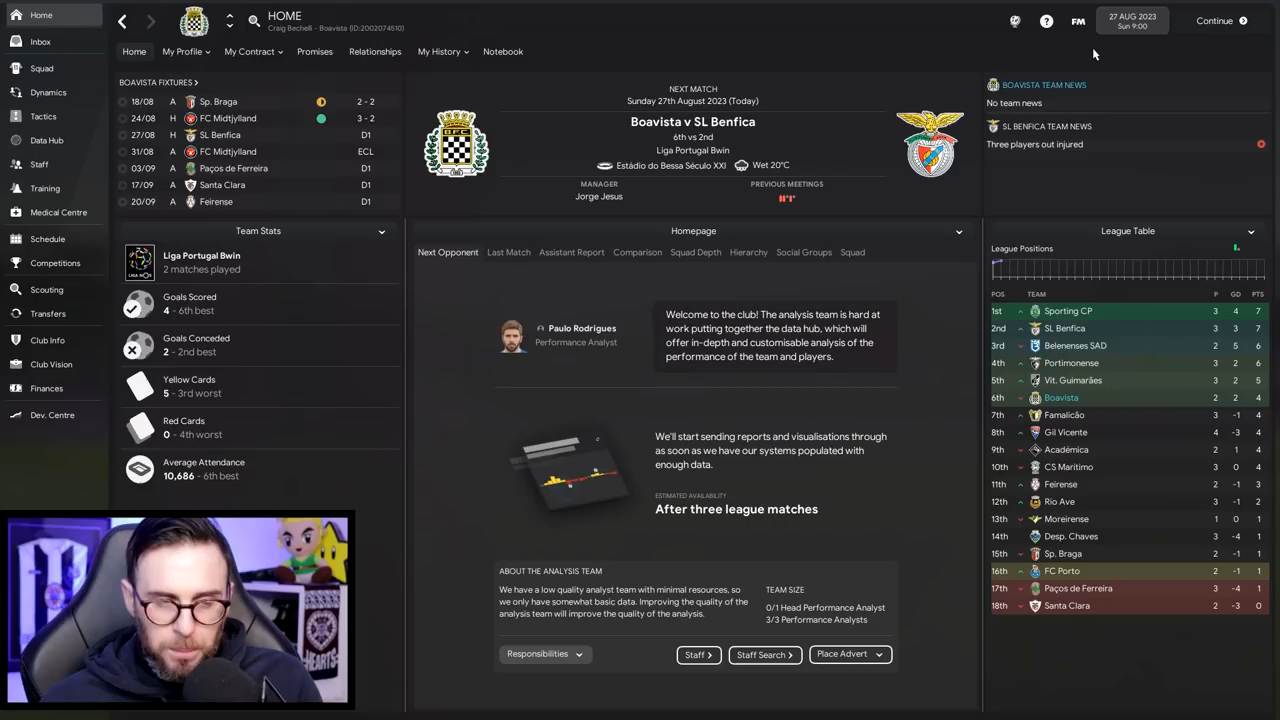 Home
Inbox
Squad
Dynamics
Tactics
Data Hub
Staff
Training
Medical Centre
Schedule
Competitions
Scouting
Transfers
Club Info
Club Vision
Finances
Dev. Centre
HOME
Craig Bechelli - Boavista (ID:2002074510)
FM
27 AUG 2023
Sun 9:00
Continue
Home
My Profile
My Contract
Promises
Relationships
My History
Notebook
BOAVISTA FIXTURES
18/08 A Sp. Braga 2 - 2
24/08 H FC Midtjylland 3 - 2
27/08 H SL Benfica D1
31/08 A FC Midtjylland ECL
03/09 A Paços de Ferreira D1
17/09 A Santa Clara D1
20/09 A Feirense D1
NEXT MATCH
Sunday 27th August 2023 (Today)
Boavista v SL Benfica
6th vs 2nd
Liga Portugal Bwin
Estádio do Bessa Século XXI Wet 20°C
MANAGER
Jorge Jesus
PREVIOUS MEETINGS
BOAVISTA TEAM NEWS
No team news
SL BENFICA TEAM NEWS
Three players out injured
Team Stats
Liga Portugal Bwin
2 matches played
Goals Scored
4 - 6th best
Goals Conceded
2 - 2nd best
Yellow Cards
5 - 3rd worst
Red Cards
0 - 4th worst
Average Attendance
10,686 - 6th best
Homepage
Next Opponent
Last Match
Assistant Report
Comparison
Squad Depth
Hierarchy
Social Groups
Squad
Paulo Rodrigues
Performance Analyst
Welcome to the club! The analysis team is hard at
work putting together the data hub, which will
offer in-depth and customisable analysis of the
performance of the team and players.
We'll start sending reports and visualisations through
as soon as we have our systems populated with
enough data.
ESTIMATED AVAILABILITY
After three league matches
ABOUT THE ANALYSIS TEAM
We have a low quality analyst team with minimal resources, so
we only have somewhat basic data. Improving the quality of the
analysis team will improve the quality of the analysis.
TEAM SIZE
0/1 Head Performance Analyst
3/3 Performance Analysts
Responsibilities
Staff
Staff Search
Place Advert
League Table
League Positions
POS TEAM P GD PTS
1st Sporting CP 3 4 7
2nd SL Benfica 3 3 7
3rd Belenenses SAD 3 5 6
4th Portimonense 3 2 6
5th Vit. Guimarães 3 2 5
6th Boavista 2 2 4
7th Famalicão 3 -1 4
8th Gil Vicente 4 -3 4
9th Académica 2 1 4
10th CS Marítimo 3 0 4
11th Feirense 2 -1 3
12th Rio Ave 3 -1 2
13th Moreirense 1 0 1
14th Desp. Chaves 3 -4 1
15th Sp. Braga 2 -1 1
16th FC Porto 2 -1 1
17th Paços de Ferreira 3 -4 1
18th Santa Clara 2 -3 0
HEARTS